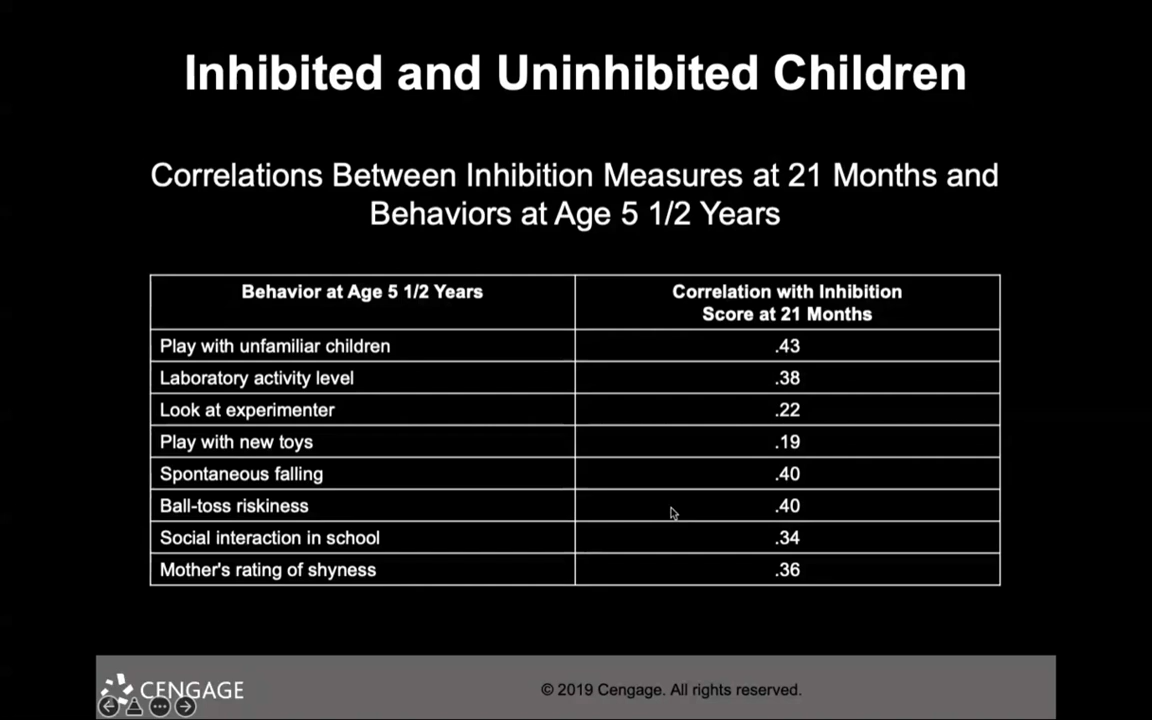 Inhibited and Uninhibited Children
Correlations Between Inhibition Measures at 21 Months and
Behaviors at Age 5 1/2 Years
Behavior at Age 5 1/2 Years
Correlation with Inhibition
Score at 21 Months
Play with unfamiliar children .43
Laboratory activity level .38
Look at experimenter .22
Play with new toys .19
Spontaneous falling .40
Ball-toss riskiness .40
Social interaction in school .34
Mother's rating of shyness .36
CENGAGE
© 2019 Cengage. All rights reserved.